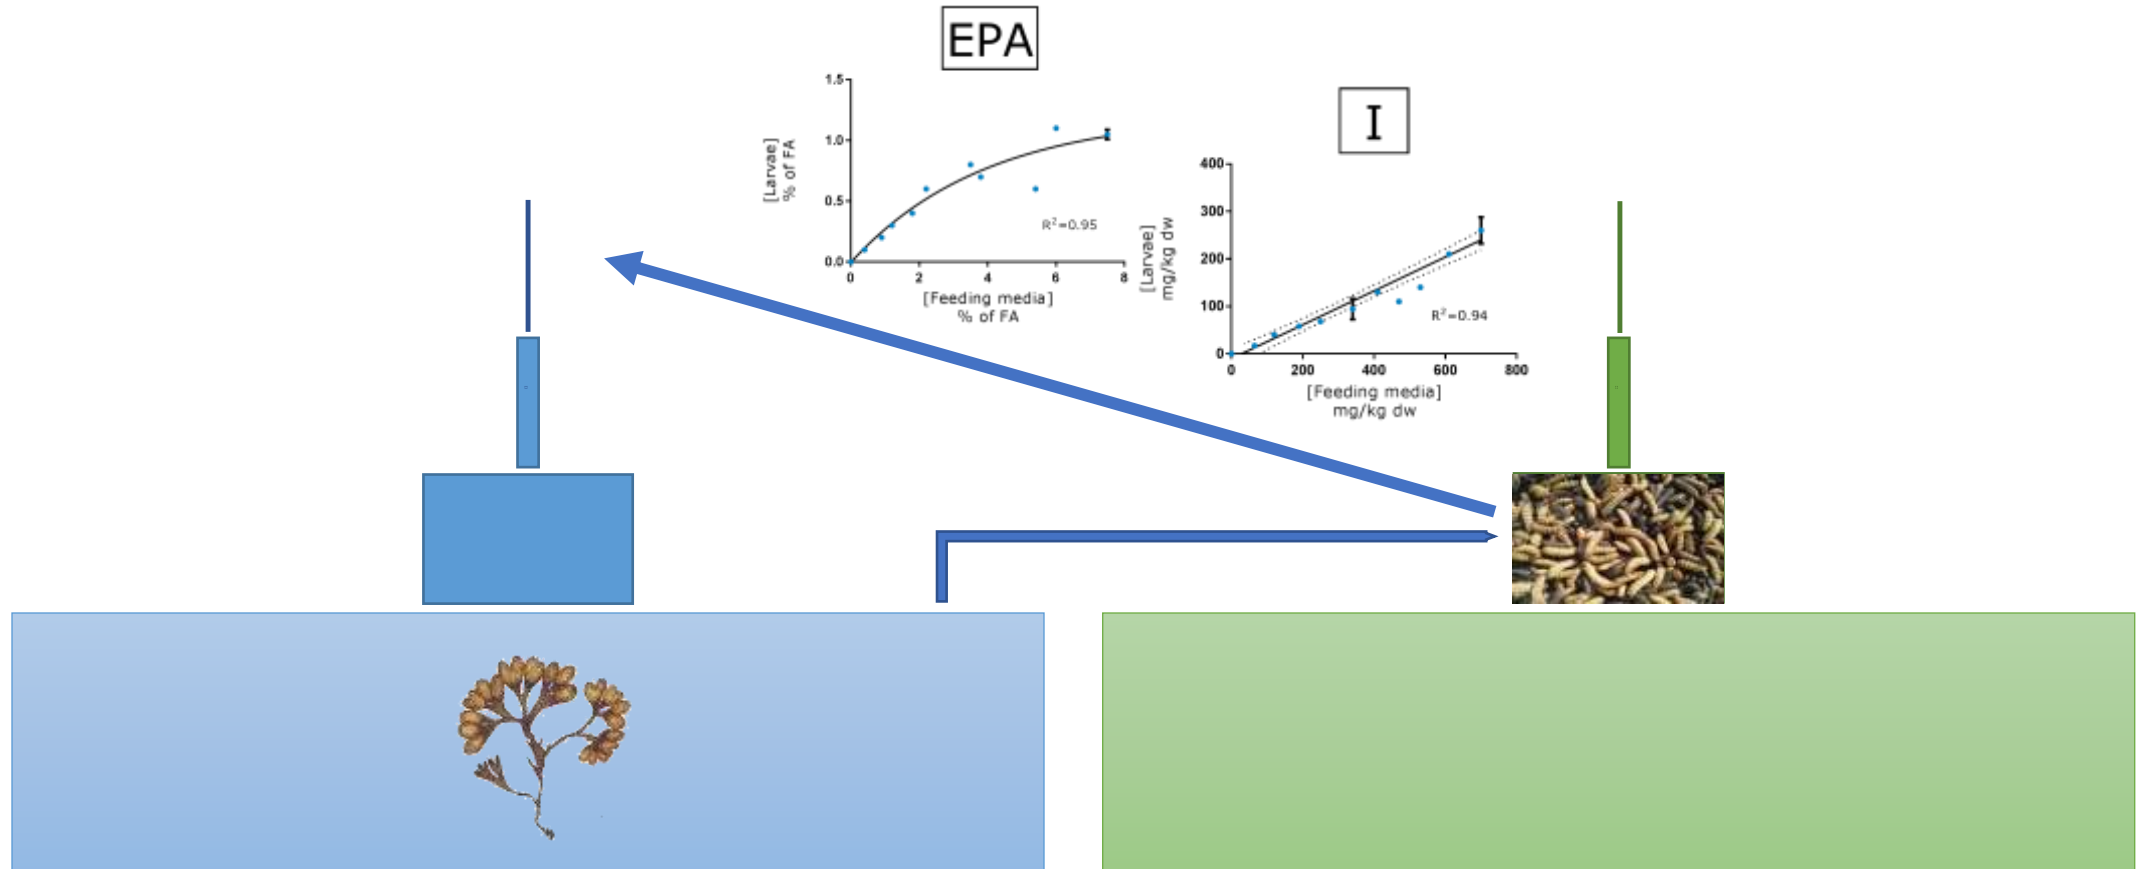 EPA
1.5
1.0
0.5
0.0
[Larvae]
% of FA
R²=0.95
0 2 4 6 8
[Feeding media]
% of FA
I
400
300
200
100
0
[Larvae]
mg/kg dw
R²=0.94
0 200 400 600 800
[Feeding media]
mg/kg dw